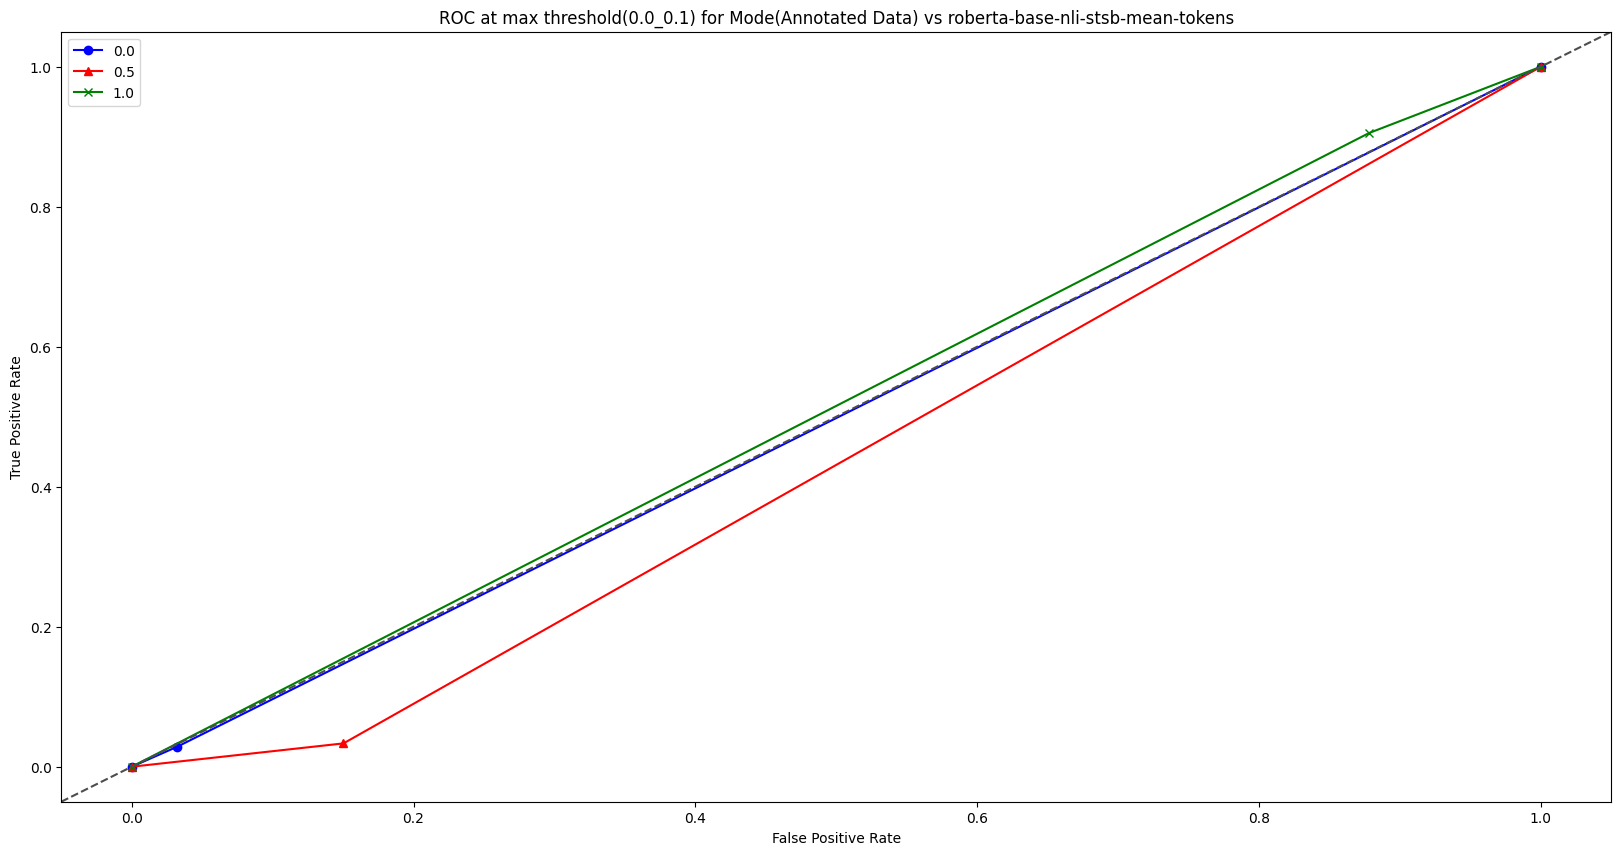 ROC at max threshold(0.0_0.1) for Mode(Annotated Data) vs roberta-base-nli-stsb-mean-tokens
0.0
0.5
1.0
True Positive Rate
1.0
0.8
0.6
0.4
0.2
0.0
0.0 0.2 0.4 0.6 0.8 1.0
False Positive Rate